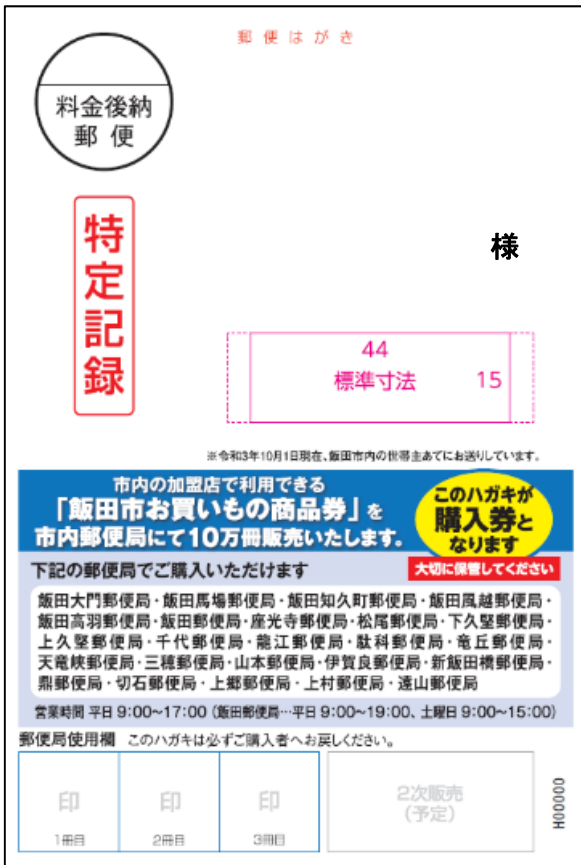 郵便はがき
料金後納
郵便
特定記録
様
44
標準寸法 15
※令和3年10月1日現在、飯田市内の世帯主あてにお送りしています。
市内の加盟店で利用できる
「飯田市お買いもの商品券」を
市内郵便局にて10万冊販売いたします。
このハガキが
購入券と
なります
下記の郵便局でご購入いただけます
大切に保管してください
飯田大門郵便局・飯田馬場郵便局・飯田知久町郵便局・飯田風越郵便局・
飯田高羽郵便局・飯田郵便局・座光寺郵便局・松尾郵便局・下久堅郵便局・
上久堅郵便局・千代郵便局・龍江郵便局・駄科郵便局・竜丘郵便局・
天竜峡郵便局・三穂郵便局・山本郵便局・伊賀良郵便局・新飯田橋郵便局・
鼎郵便局・切石郵便局・上郷郵便局・上村郵便局・遠山郵便局
営業時間 平日 9:00〜17:00（飯田郵便局…平日 9:00〜19:00、土曜日 9:00〜15:00）
郵便局使用欄 このハガキは必ずご購入者へお戻しください。
印
1冊目
印
2冊目
印
3冊目
2次販売
（予定）
H00000